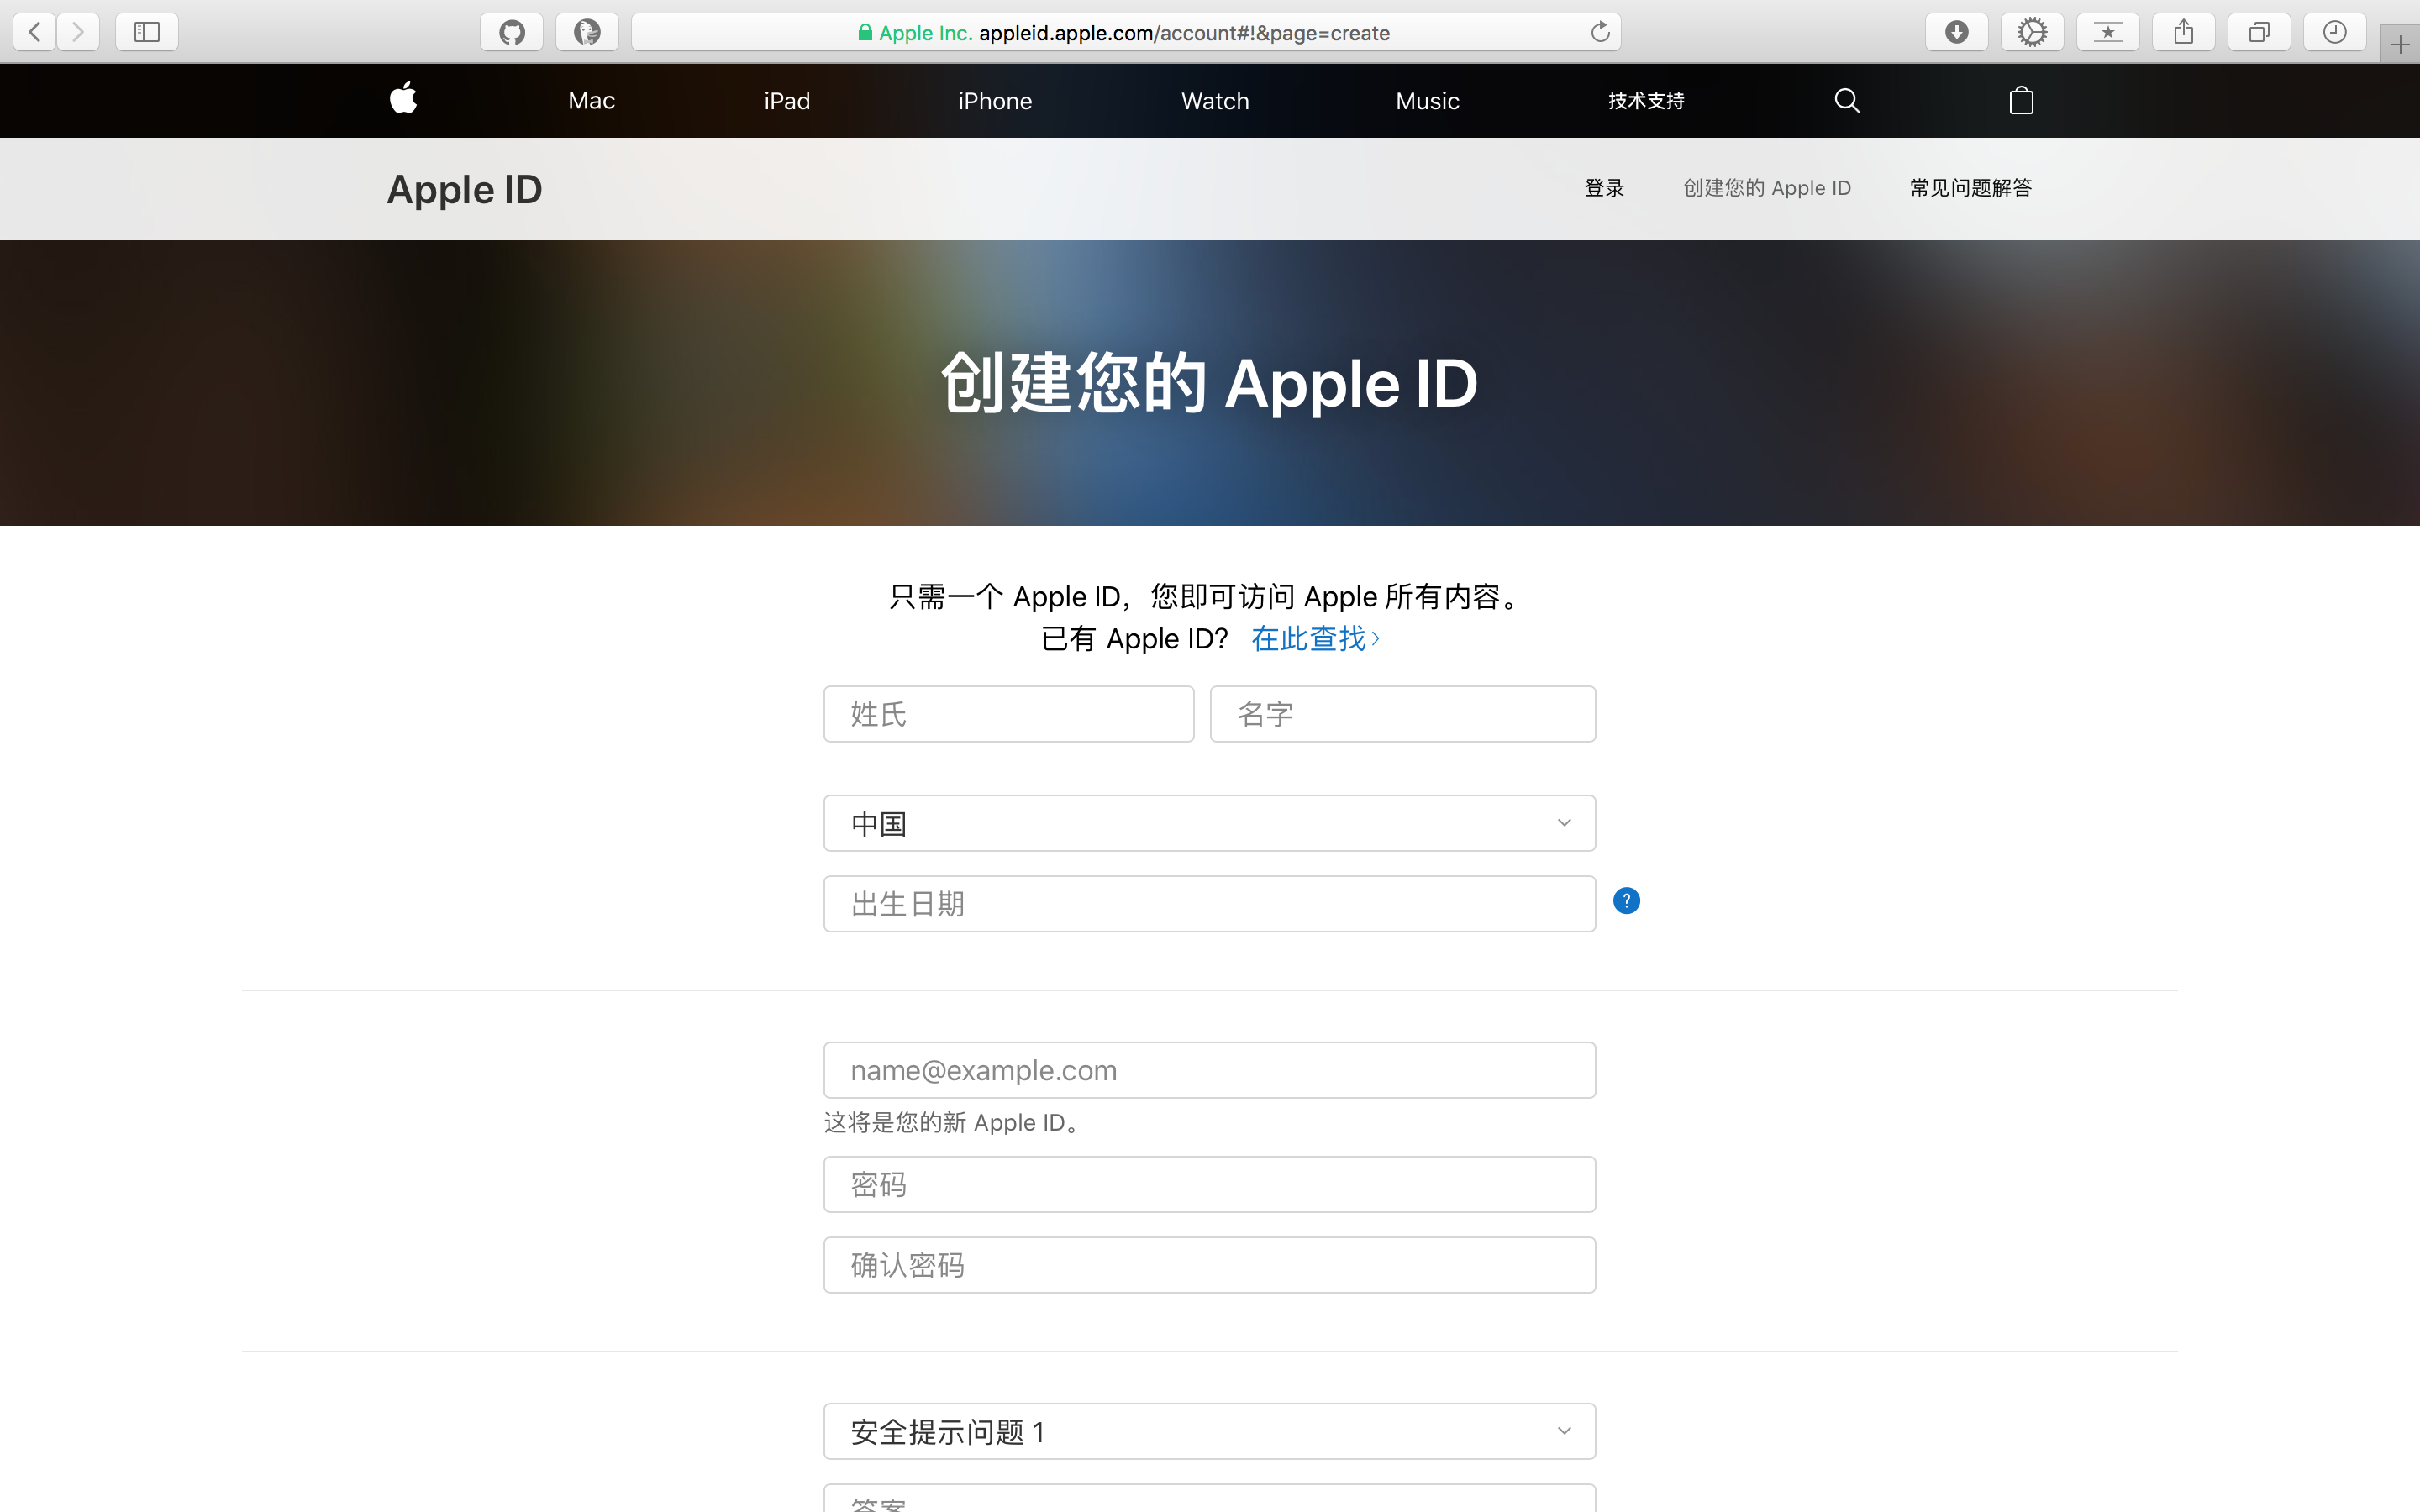 Apple Inc. appleid.apple.com/account#!&page=create
Mac iPad iPhone Watch Music 技术支持
Apple ID 登录 创建您的 Apple ID 常见问题解答
创建您的 Apple ID
只需一个 Apple ID，您即可访问 Apple 所有内容。
已有 Apple ID? 在此查找
姓氏 名字
中国
出生日期 ?
name@example.com
这将是您的新 Apple ID。
密码
确认密码
安全提示问题 1
答案